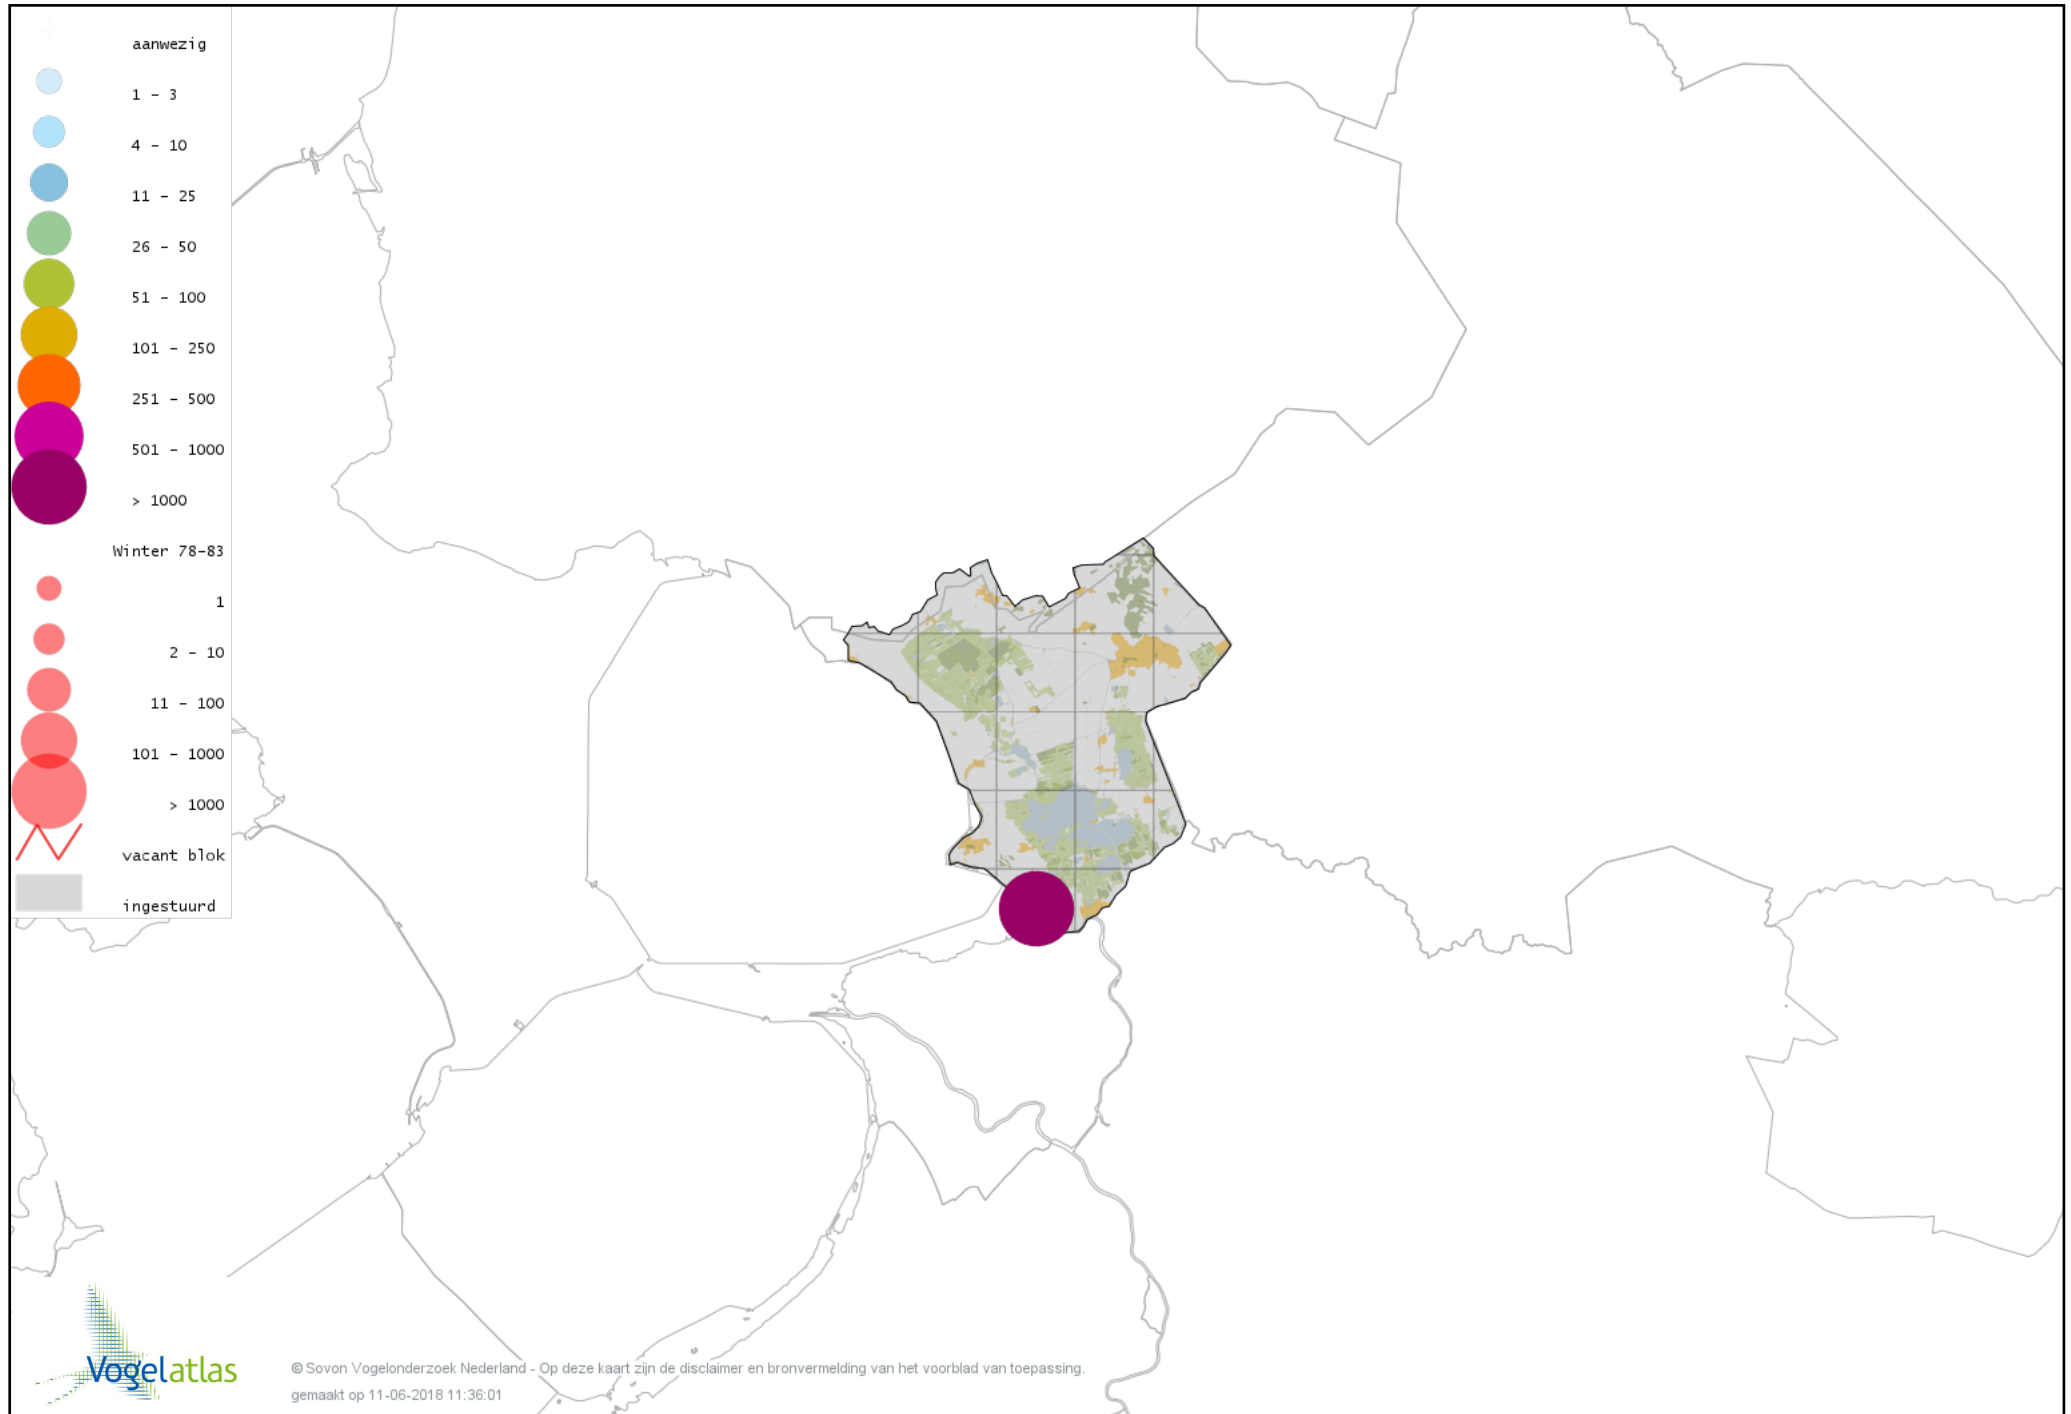 aanwezig
1 – 3
4 – 10
11 – 25
26 – 50
51 – 100
101 – 250
251 – 500
501 – 1000
> 1000
Winter 78-83
1
2 – 10
11 – 100
101 – 1000
> 1000
vacant blok
ingestuurd
Vogelatlas
© Sovon Vogelonderzoek Nederland - Op deze kaart zijn de disclaimer en bronvermelding van het voorblad van toepassing.
gemaakt op 11-06-2018 11:36:01